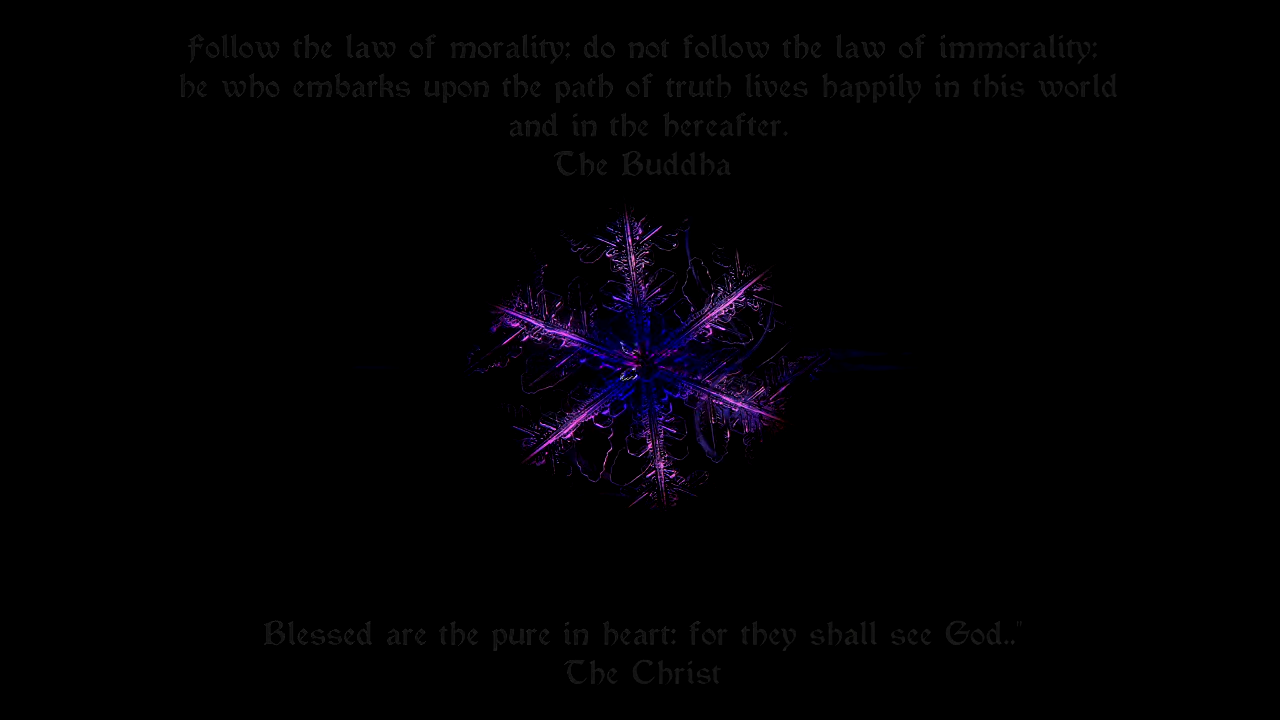 Follow the law of morality: do not follow the law of immorality:
he who embarks upon the path of truth lives happily in this world
and in the hereafter.
The Buddha
Blessed are the pure in heart: for they shall see God.."
The Christ